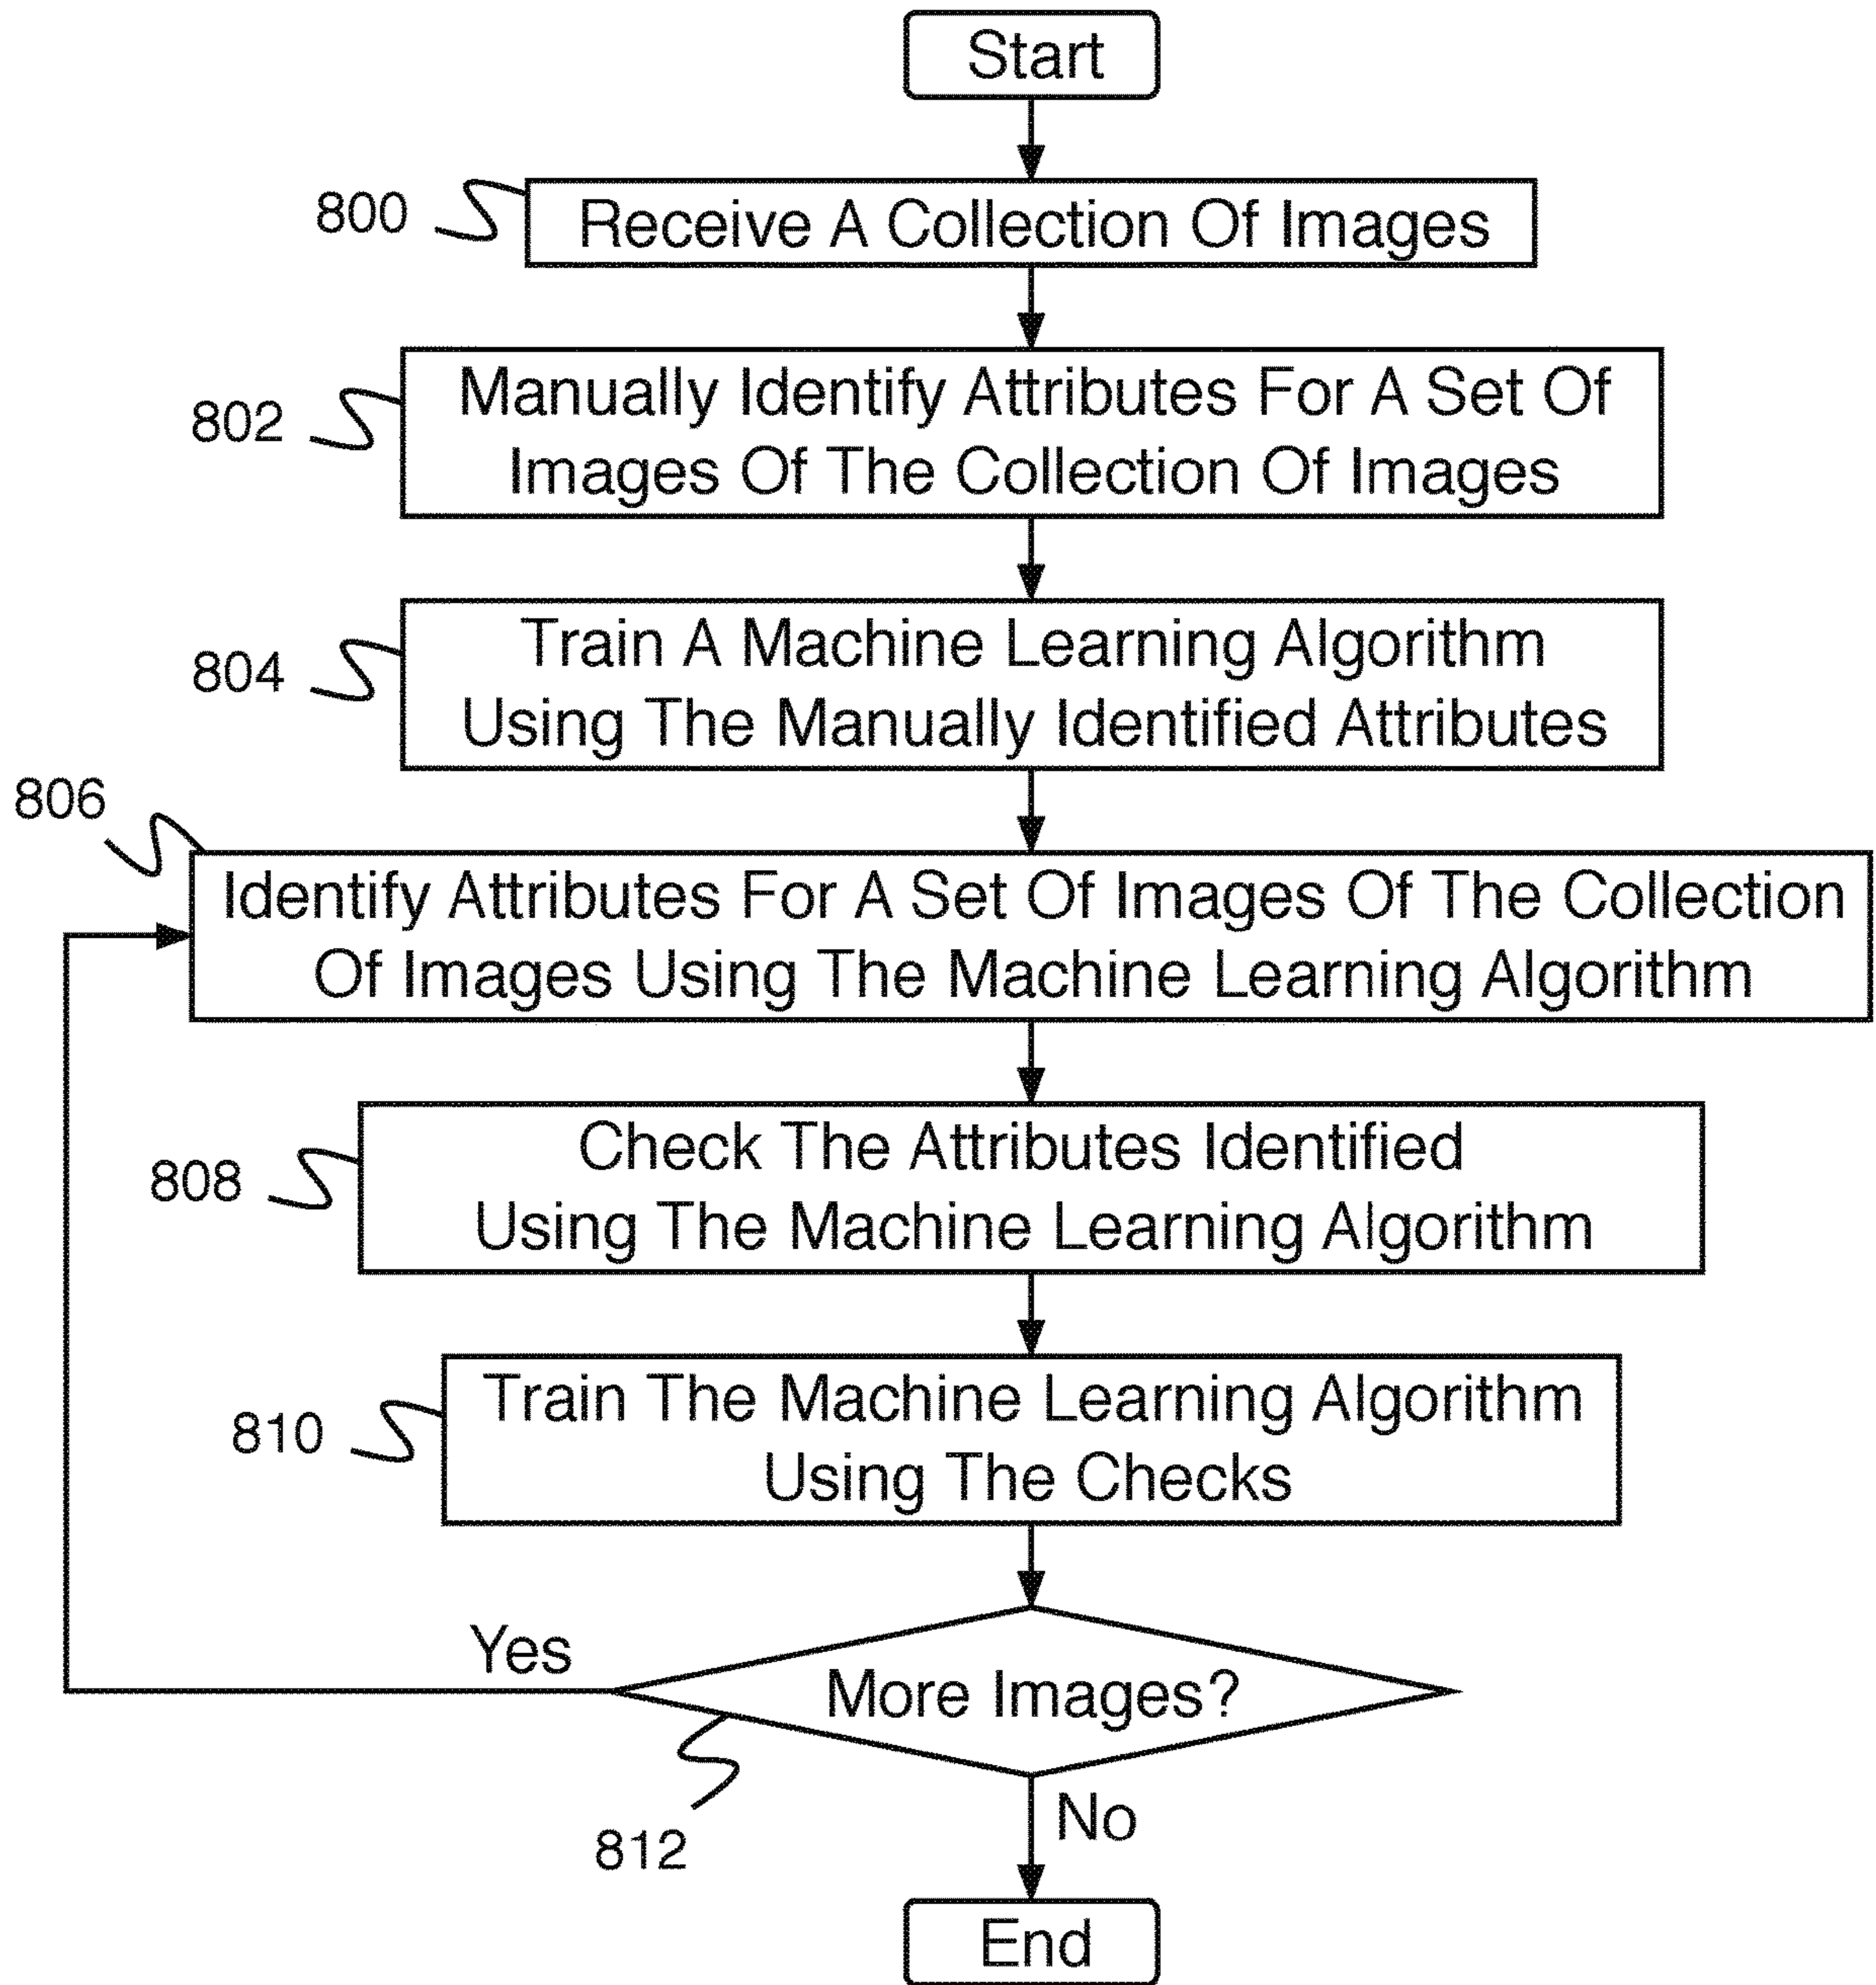 Start
800
Receive A Collection Of Images
802
Manually Identify Attributes For A Set Of
Images Of The Collection Of Images
804
Train A Machine Learning Algorithm
Using The Manually Identified Attributes
806
Identify Attributes For A Set Of Images Of The Collection
Of Images Using The Machine Learning Algorithm
808
Check The Attributes Identified
Using The Machine Learning Algorithm
810
Train The Machine Learning Algorithm
Using The Checks
Yes
More Images?
812
No
End